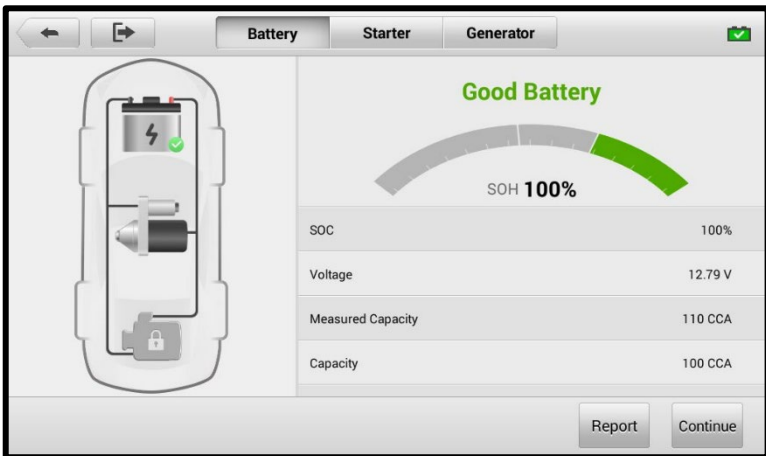 Battery Starter Generator
Good Battery
SOH 100%
SOC 100%
Voltage 12.79 V
Measured Capacity 110 CCA
Capacity 100 CCA
Report Continue